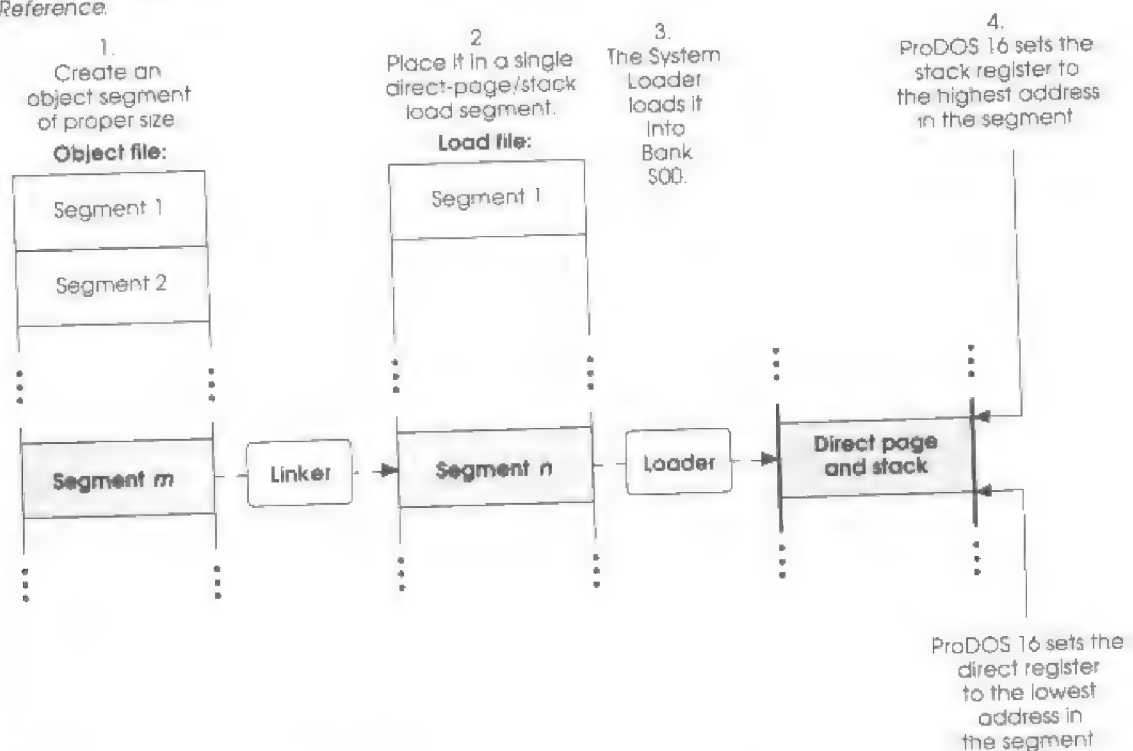 Reference.
1.
Create an
object segment
of proper size
Object file:
Segment 1
Segment 2
Segment m
Linker
2
Place it in a single
direct-page/stack
load segment.
Load file:
Segment 1
Segment n
Loader
3.
The System
Loader
loads it
into
Bank
$00.
Direct page
and stack
4.
ProDOS 16 sets the
stack register to
the highest address
in the segment
ProDOS 16 sets the
direct register
to the lowest
address in
the segment